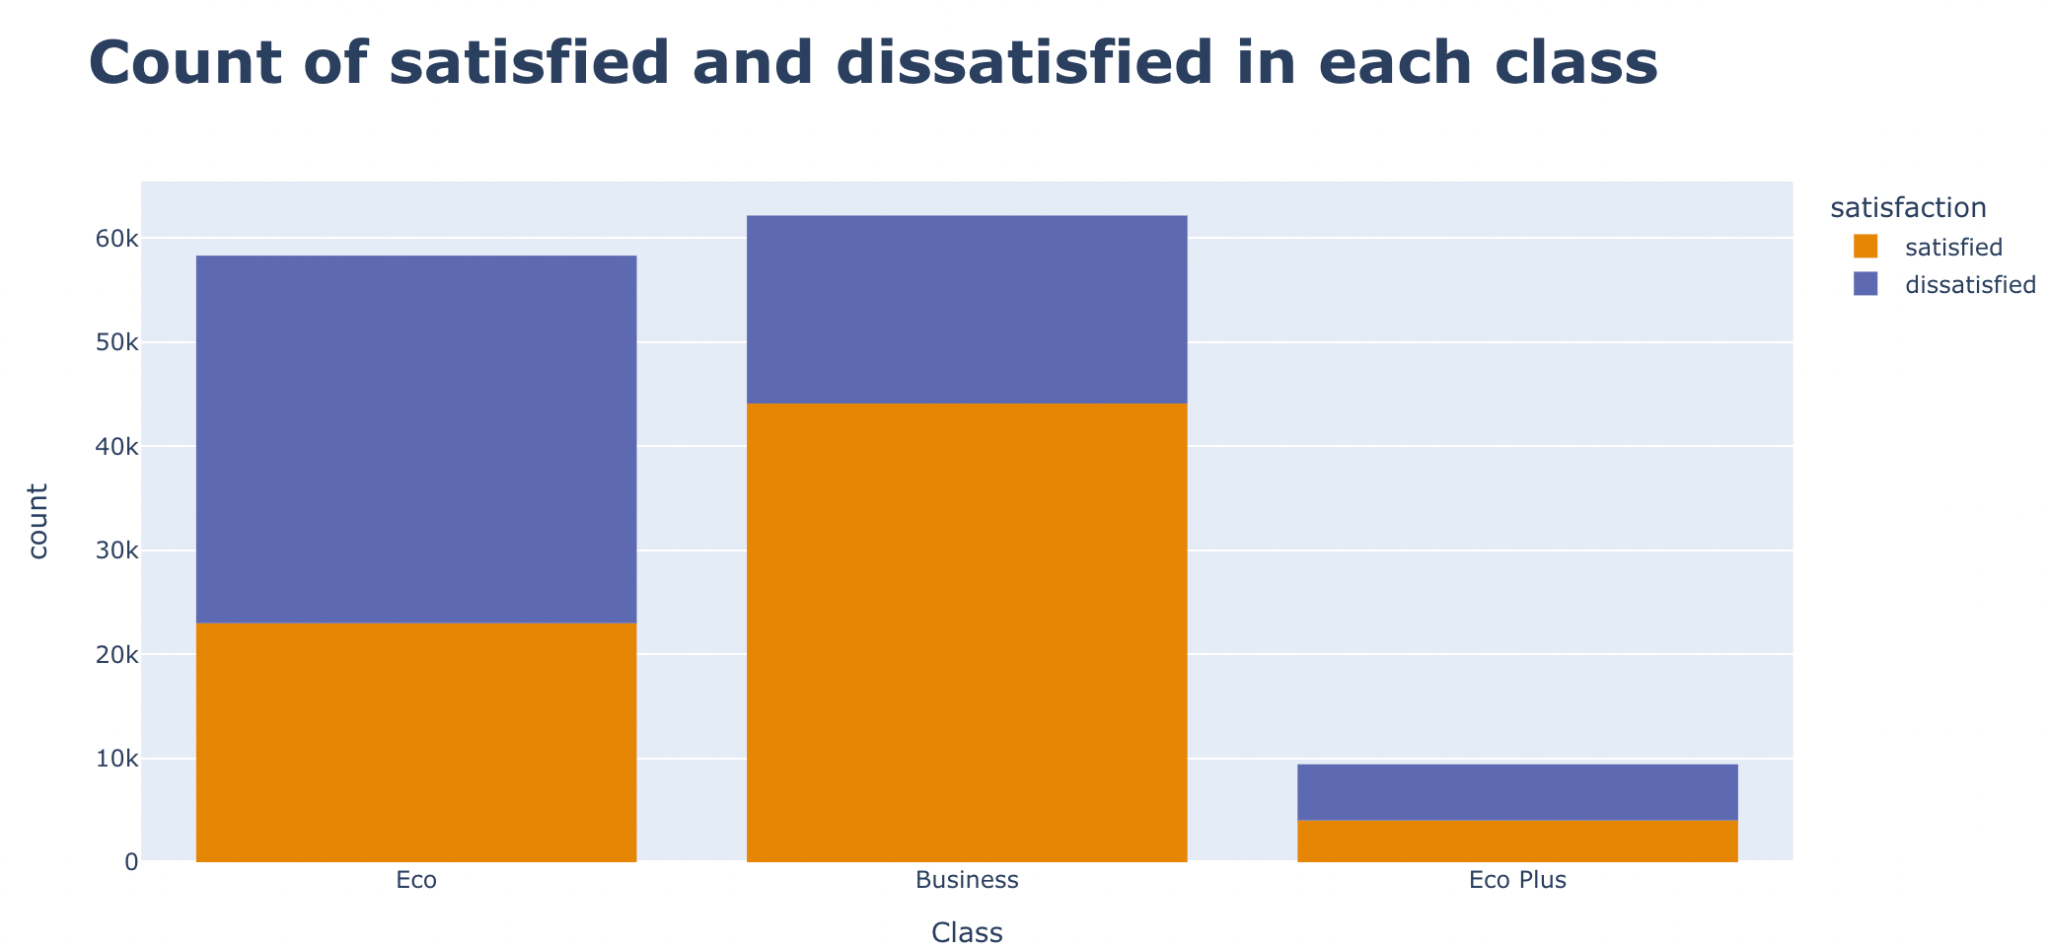 Count of satisfied and dissatisfied in each class
satisfaction
satisfied
dissatisfied
count
60k
50k
40k
30k
20k
10k
0
Eco
Business
Eco Plus
Class